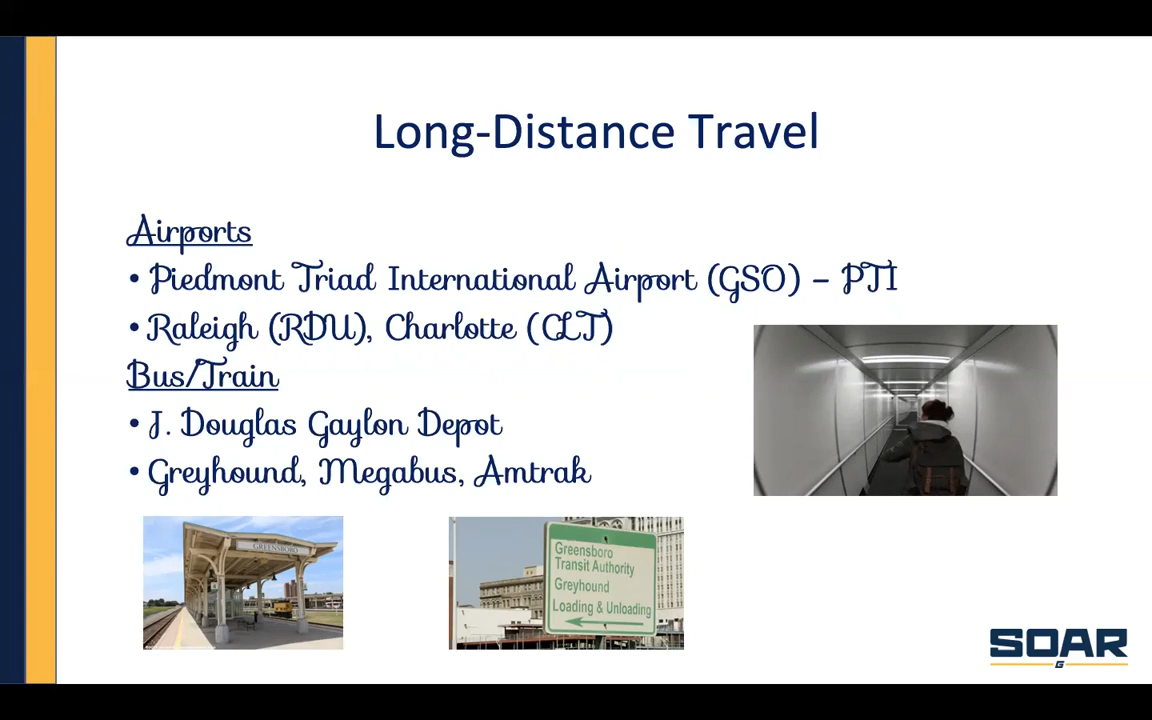 Long-Distance Travel
Airports
• Piedmont Triad International Airport (GSO) – PTI
• Raleigh (RDU), Charlotte (CLT)
Bus/Train
• J. Douglas Gaylon Depot
• Greyhound, Megabus, Amtrak
GREENSBORO
Greensboro
Transit Authority
Greyhound
Loading & Unloading
SOAR
G